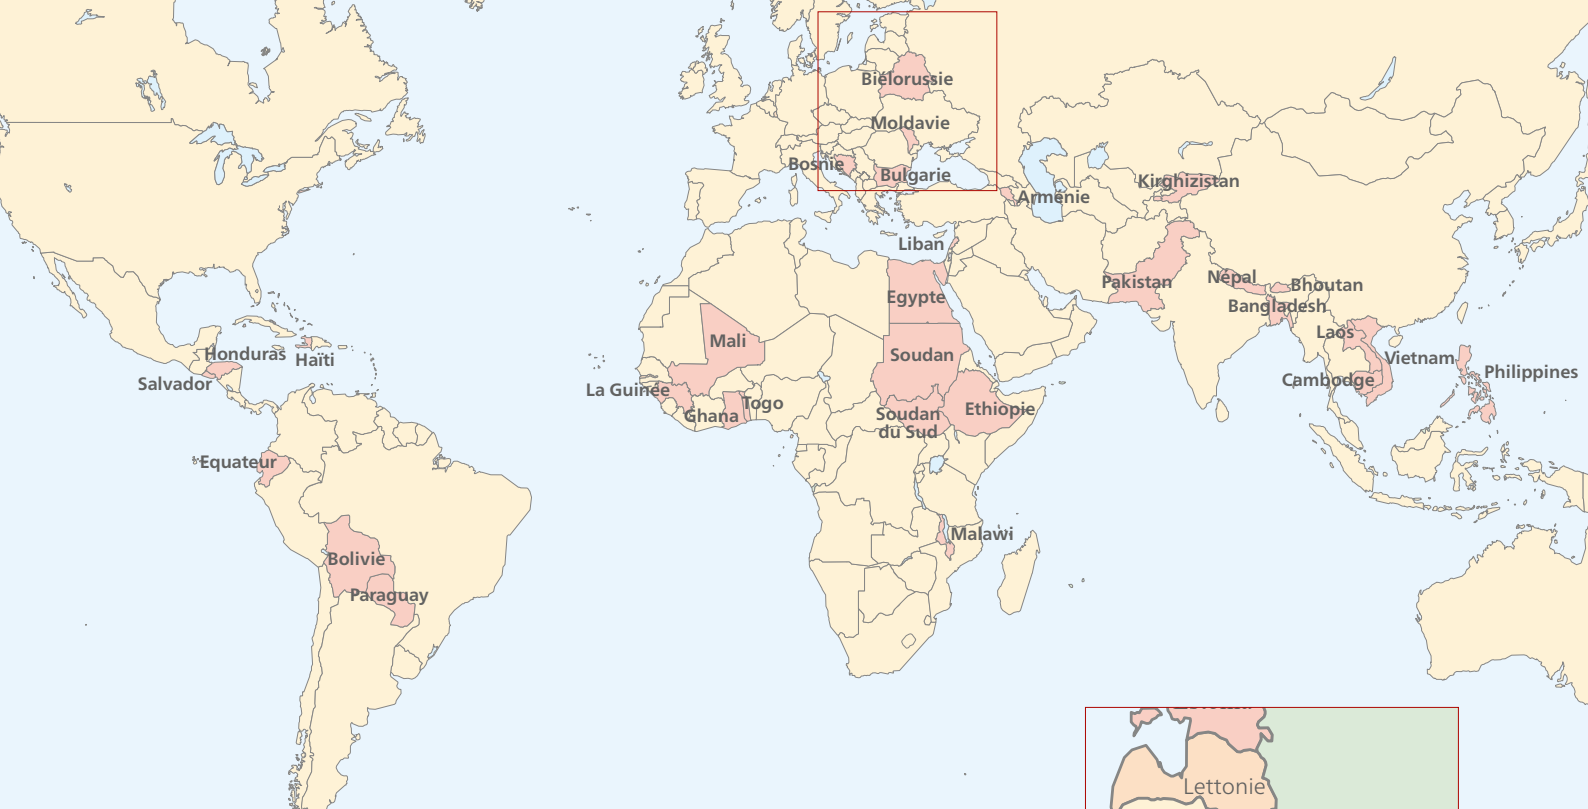 Biélorussie
Moldavie
Bosnie
Bulgarie
Kirghizistan
Arménie
Liban
Pakistan
Népal
Bhoutan
Egypte
Bangladesh
Laos
Mali
Honduras
Haïti
Soudan
Vietnam
Philippines
Salvador
Cambodge
La Guinée
Togo
Ghana
Ethiopie
Soudan
du Sud
Equateur
Malawi
Bolivie
Paraguay
Lettonie